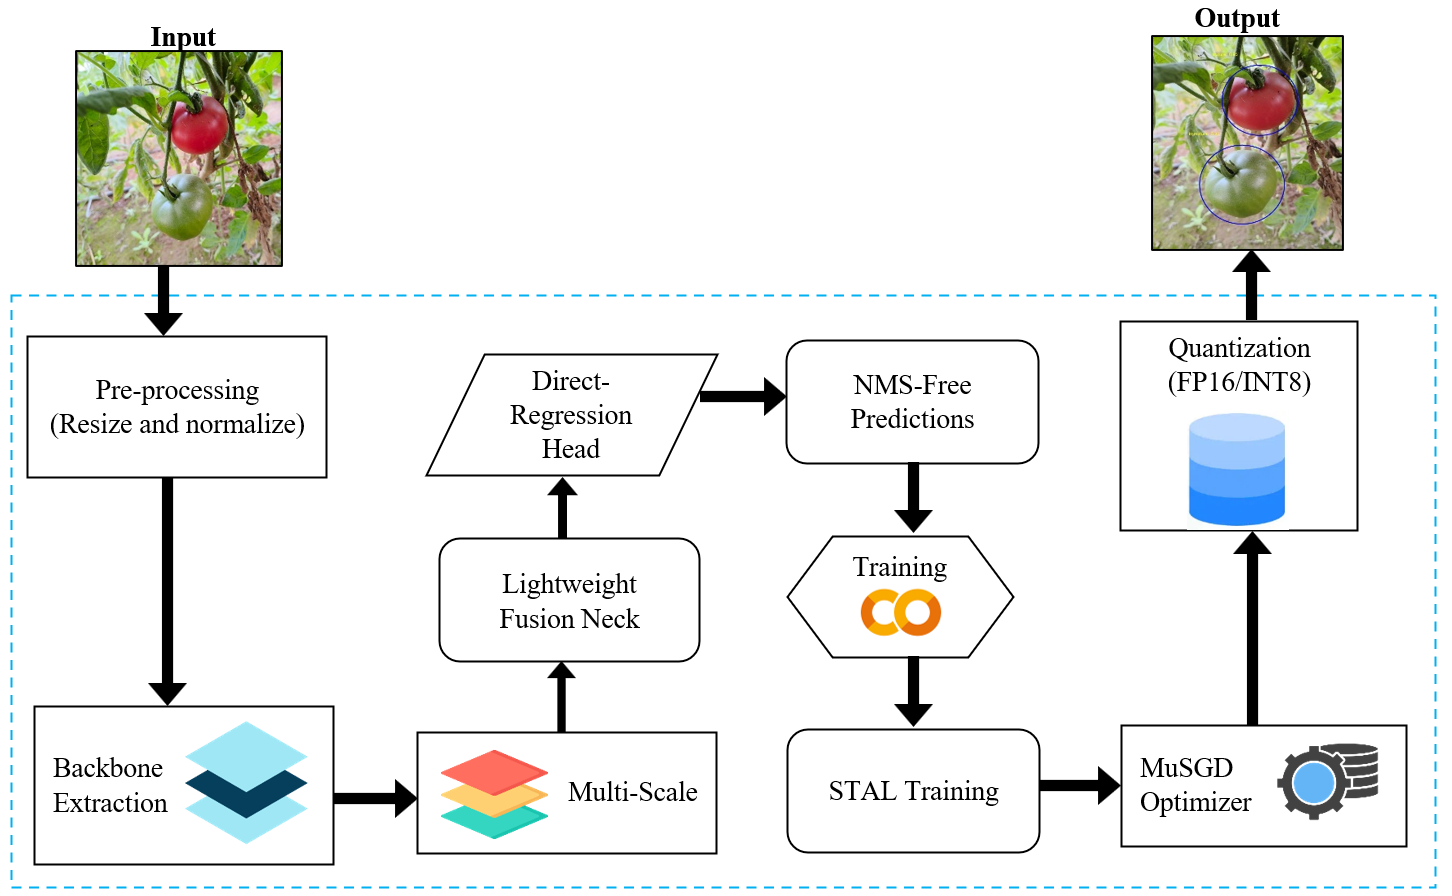 Input
Output
Pre-processing
(Resize and normalize)
Backbone
Extraction
Multi-Scale
Lightweight
Fusion Neck
Direct-
Regression
Head
NMS-Free
Predictions
Training
STAL Training
MuSGD
Optimizer
Quantization
(FP16/INT8)